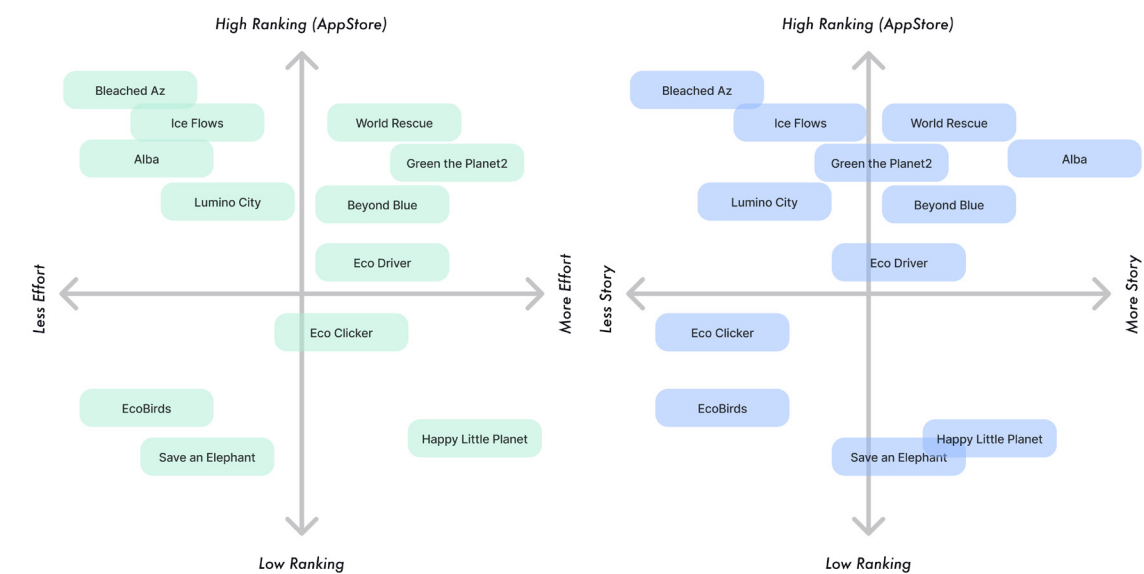 High Ranking (AppStore)
Bleached Az
Ice Flows
World Rescue
Alba
Green the Planet2
Lumino City
Beyond Blue
Eco Driver
Less Effort
More Effort
Eco Clicker
EcoBirds
Happy Little Planet
Save an Elephant
Low Ranking
High Ranking (AppStore)
Bleached Az
Ice Flows
World Rescue
Green the Planet2
Alba
Lumino City
Beyond Blue
Eco Driver
Less Story
More Story
Eco Clicker
EcoBirds
Happy Little Planet
Save an Elephant
Low Ranking